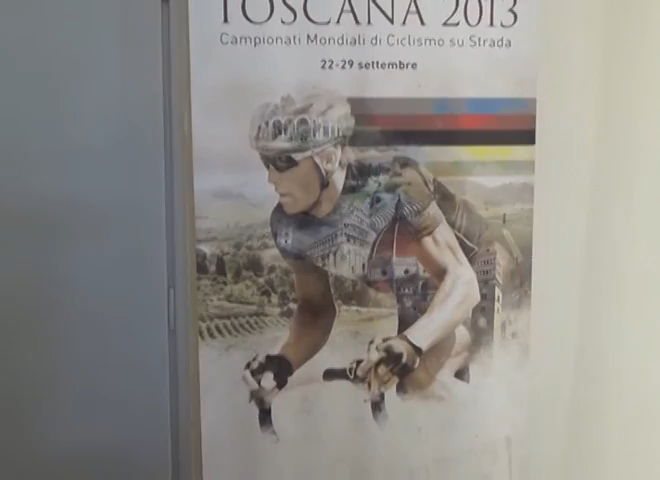 TOSCANA 2013
Campionati Mondiali di Ciclismo su Strada
22-29 settembre